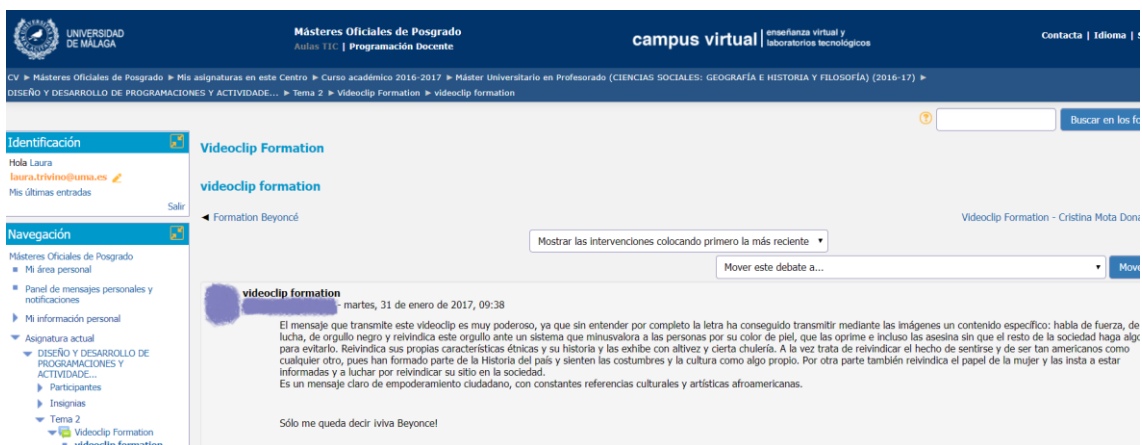 UNIVERSIDAD
DE MÁLAGA
Másteres Oficiales de Posgrado
Aulas TIC | Programación Docente
campus virtual | enseñanza virtual y
laboratorios tecnológicos
Contacta | Idioma |
CV ► Másteres Oficiales de Posgrado ► Mis asignaturas en este Centro ► Curso académico 2016-2017 ► Máster Universitario en Profesorado (CIENCIAS SOCIALES: GEOGRAFÍA E HISTORIA Y FILOSOFÍA) (2016-17) ►
DISEÑO Y DESARROLLO DE PROGRAMACIONES Y ACTIVIDADE... ► Tema 2 ► Videoclip Formation ► videoclip formation
Buscar en los fo
Identificación
Hola Laura
laura.trivino@uma.es
Mis últimas entradas
Salir
Videoclip Formation
videoclip formation
◄ Formation Beyoncé
Videoclip Formation - Cristina Mota Dona
Mostrar las intervenciones colocando primero la más reciente
Mover este debate a...
Move
Navegación
Másteres Oficiales de Posgrado
Mi área personal
Panel de mensajes personales y
notificaciones
Mi información personal
Asignatura actual
DISEÑO Y DESARROLLO DE
PROGRAMACIONES Y
ACTIVIDADE...
Participantes
Insignias
Tema 2
Videoclip Formation
videoclip formation
videoclip formation
- martes, 31 de enero de 2017, 09:38
El mensaje que transmite este videoclip es muy poderoso, ya que sin entender por completo la letra ha conseguido transmitir mediante las imágenes un contenido específico: habla de fuerza, de
lucha, de orgullo negro y reivindica este orgullo ante un sistema que minusvalora a las personas por su color de piel, que las oprime e incluso las asesina sin que el resto de la sociedad haga algo
para evitarlo. Reivindica sus propias características étnicas y su historia y las exhibe con altivez y cierta chulería. A la vez trata de reivindicar el hecho de sentirse y de ser tan americanos como
cualquier otro, pues han formado parte de la Historia del país y sienten las costumbres y la cultura como algo propio. Por otra parte también reivindica el papel de la mujer y las insta a estar
informadas y a luchar por reivindicar su sitio en la sociedad.
Es un mensaje claro de empoderamiento ciudadano, con constantes referencias culturales y artísticas afroamericanas.
Sólo me queda decir ¡viva Beyonce!